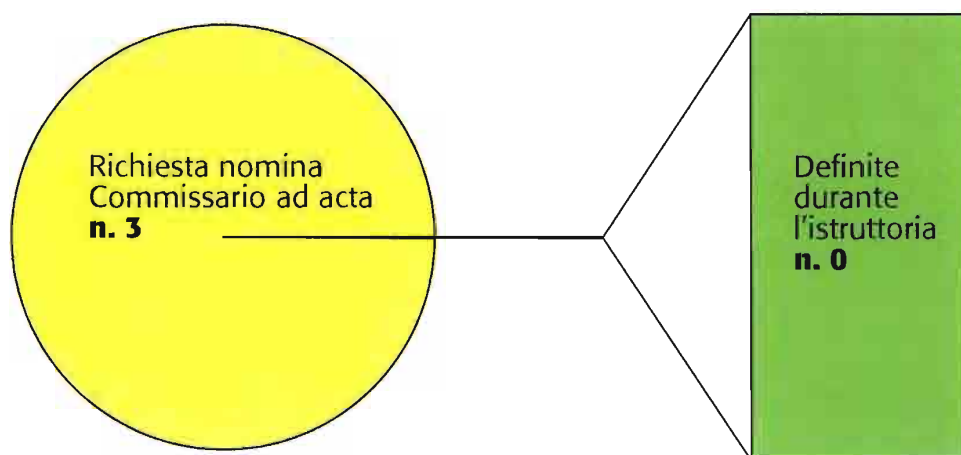 Richiesta nomina
Commissario ad acta
n. 3
Definite
durante
l'istruttoria
n. 0